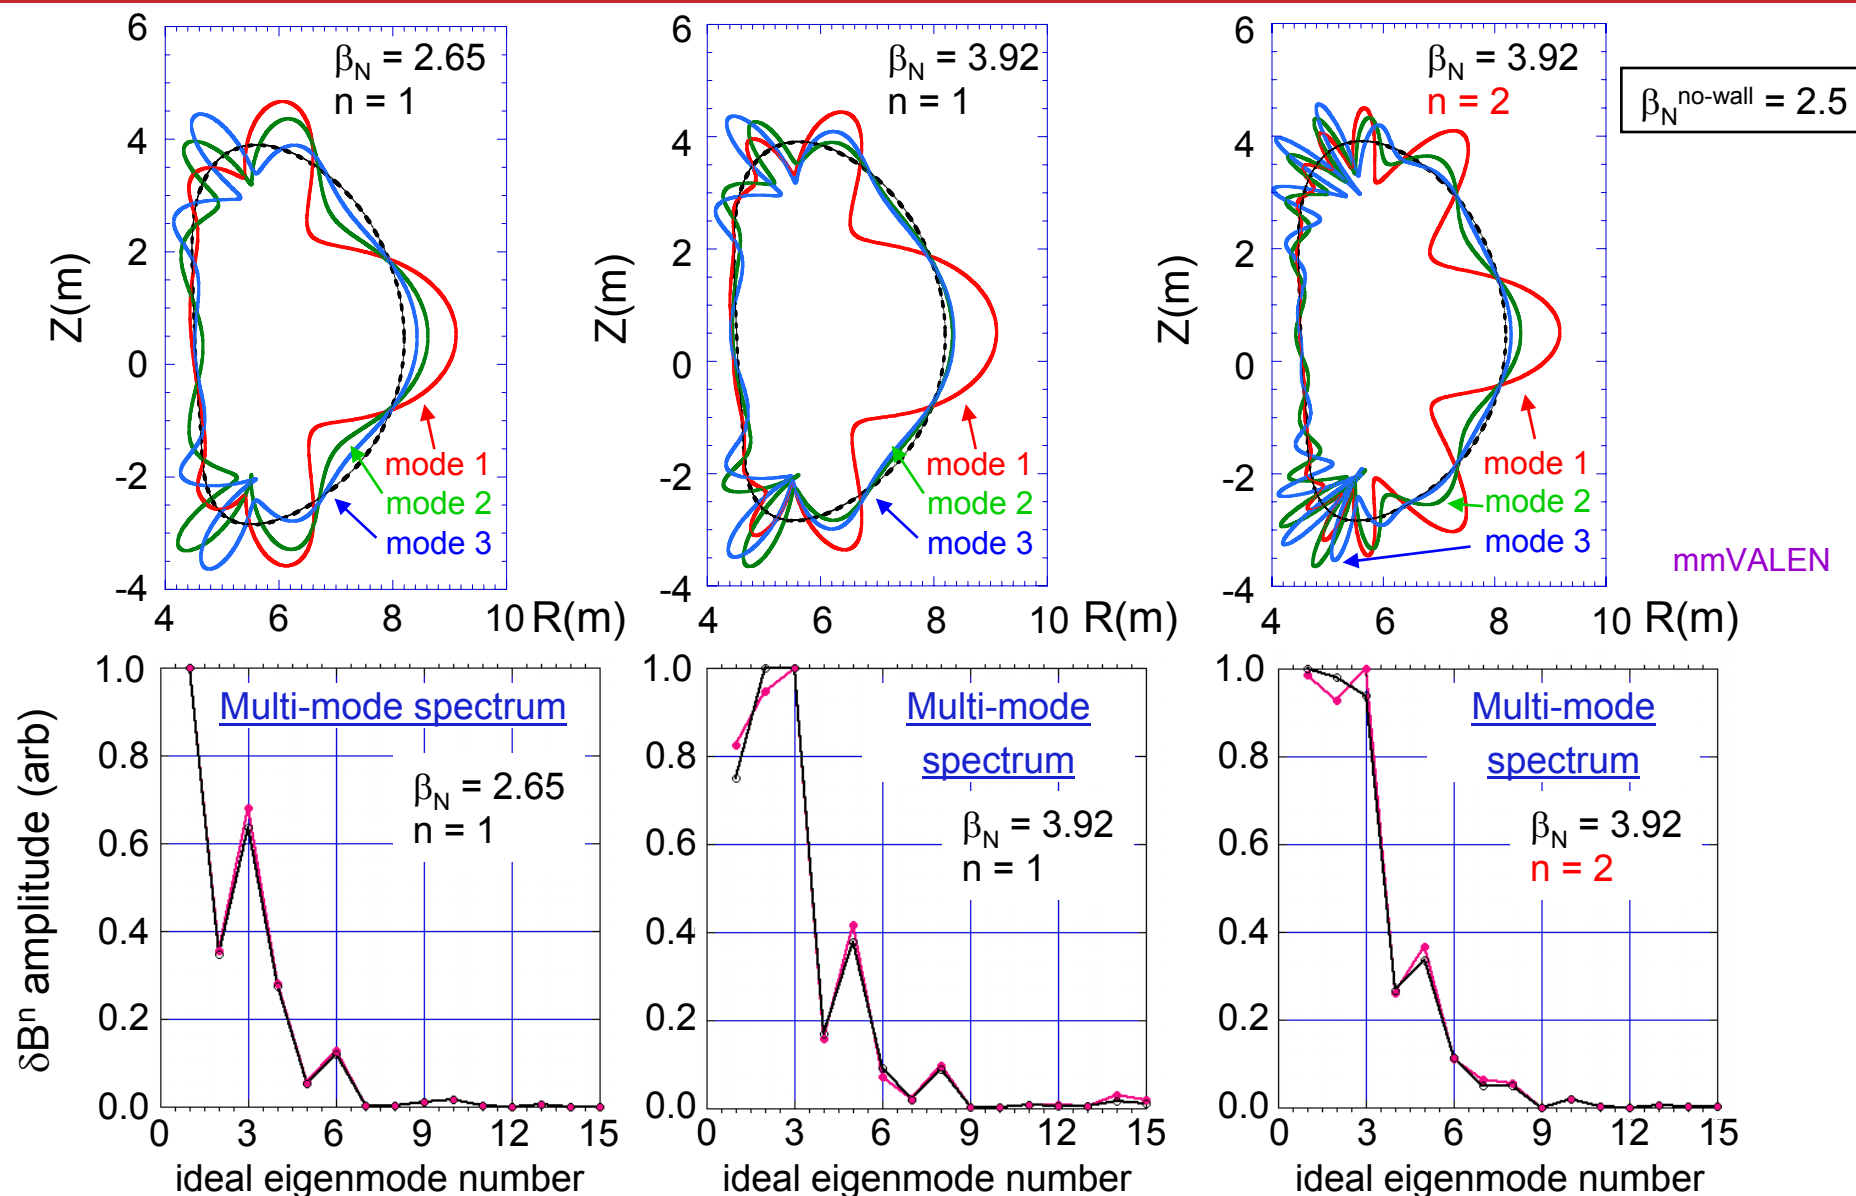 β_N = 2.65
n = 1
6
4
2
0
-2
-4
Z(m)
mode 1
mode 2
mode 3
4 6 8 10 R(m)
β_N = 3.92
n = 1
6
4
2
0
-2
-4
Z(m)
mode 1
mode 2
mode 3
4 6 8 10 R(m)
β_N = 3.92
n = 2
6
4
2
0
-2
-4
Z(m)
mode 1
mode 2
mode 3
4 6 8 10 R(m)
β_N^no-wall = 2.5
mmVALEN
Multi-mode spectrum
β_N = 2.65
n = 1
1.0
0.8
0.6
0.4
0.2
0.0
δBⁿ amplitude (arb)
0 3 6 9 12 15
ideal eigenmode number
Multi-mode
spectrum
β_N = 3.92
n = 1
1.0
0.8
0.6
0.4
0.2
0.0
0 3 6 9 12 15
ideal eigenmode number
Multi-mode
spectrum
β_N = 3.92
n = 2
1.0
0.8
0.6
0.4
0.2
0.0
0 3 6 9 12 15
ideal eigenmode number